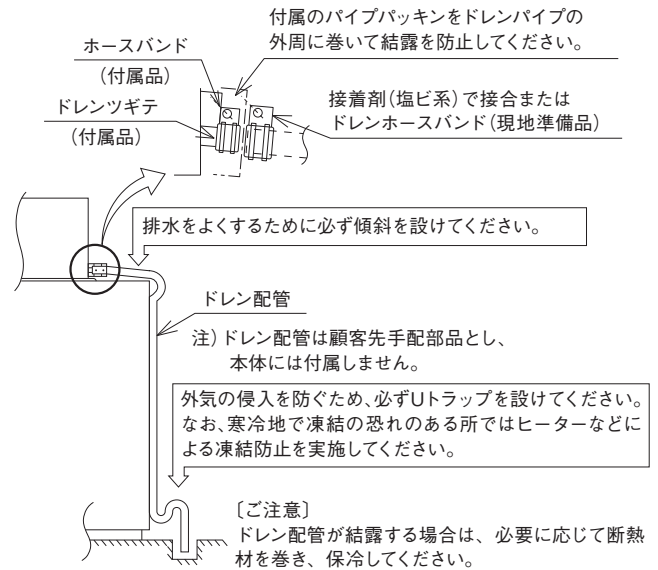 付属のパイプパッキンをドレンパイプの
外周に巻いて結露を防止してください。
ホースバンド
(付属品)
ドレンツギテ
(付属品)
接着剤(塩ビ系)で接合または
ドレンホースバンド(現地準備品)
排水をよくするために必ず傾斜を設けてください。
ドレン配管
注)ドレン配管は顧客先手配部品とし、
本体には付属しません。
外気の侵入を防ぐため、必ずUトラップを設けてください。
なお、寒冷地で凍結の恐れのある所ではヒーターなどに
よる凍結防止を実施してください。
〔ご注意〕
ドレン配管が結露する場合は、必要に応じて断熱
材を巻き、保冷してください。